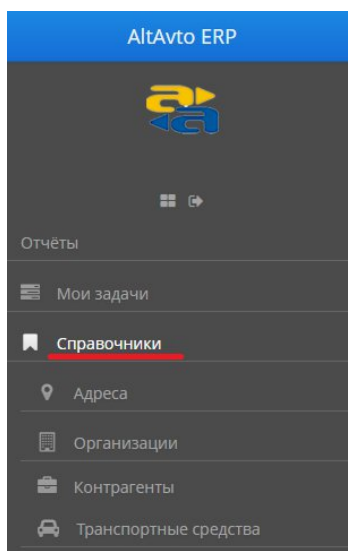 AltAvto ERP
Отчёты
Мои задачи
Справочники
Адреса
Организации
Контрагенты
Транспортные средства